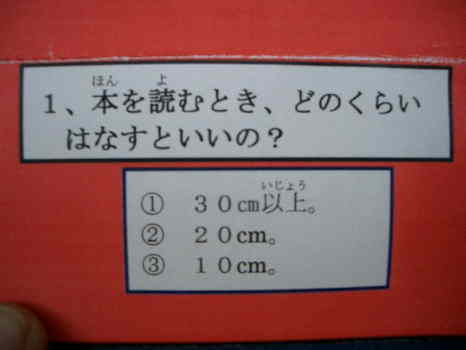 1、本を読むとき、どのくらい
はなすといいの？
① 30cm以上。
② 20cm。
③ 10cm。